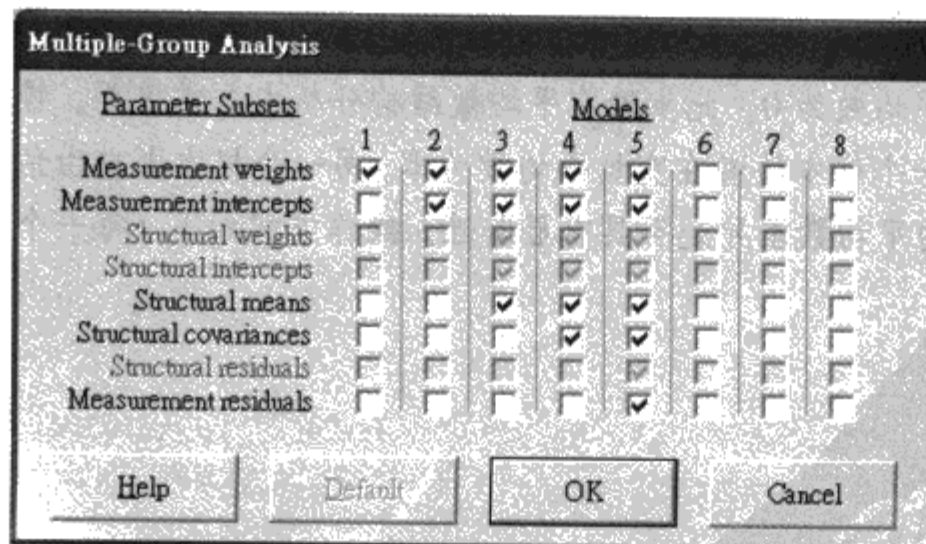 Multiple-Group Analysis
Parameter Subsets Models
1 2 3 4 5 6 7 8
Measurement weights
Measurement intercepts
Structural weights
Structural intercepts
Structural means
Structural covariances
Structural residuals
Measurement residuals
Help Default OK Cancel